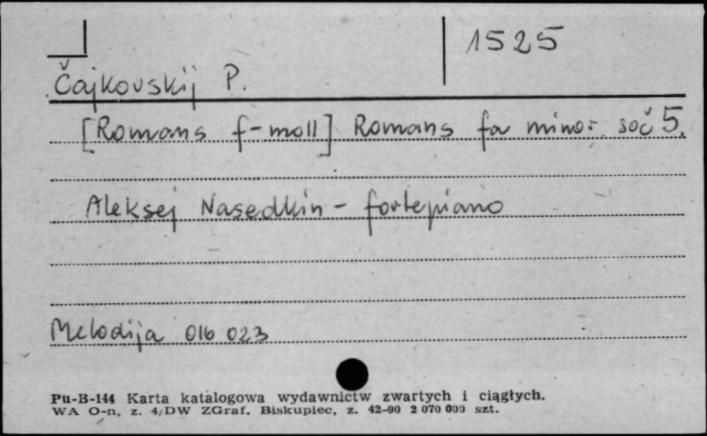 1525
Čajkovskij P.
[Romans f-moll] Romans fa minor soč 5.
Aleksej Nasedkin - fortepiano
Melodija 016 023
Pu-B-144 Karta katalogowa wydawnictw zwartych i ciągłych.
WA O-n, z. 4/DW ZGraf. Biskupiec, z. 42-90 2 070 000 szt.